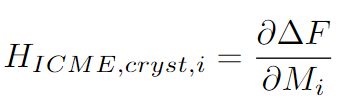 $H_{ICME,cryst,i} = \frac{\partial \Delta F}{\partial M_i}$